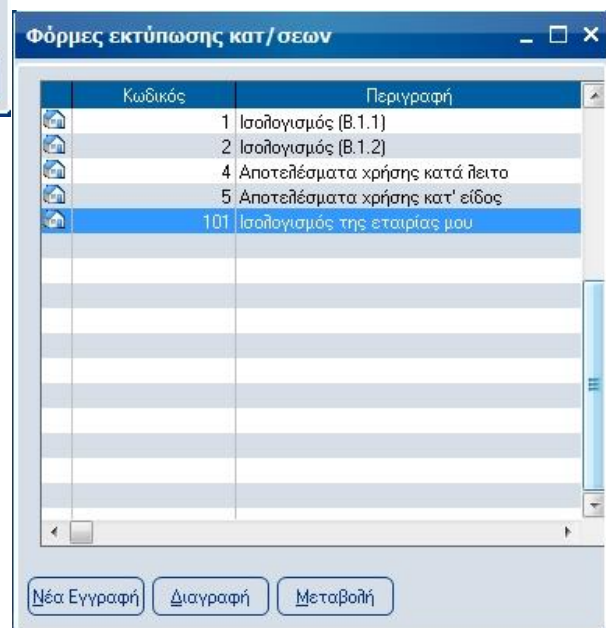 Φόρμες εκτύπωσης κατ/σεων
Κωδικός Περιγραφή
1 Ισολογισμός (Β.1.1)
2 Ισολογισμός (Β.1.2)
4 Αποτελέσματα χρήσης κατά λειτο
5 Αποτελέσματα χρήσης κατ' είδος
101 Ισολογισμός της εταιρίας μου
Νέα Εγγραφή Διαγραφή Μεταβολή